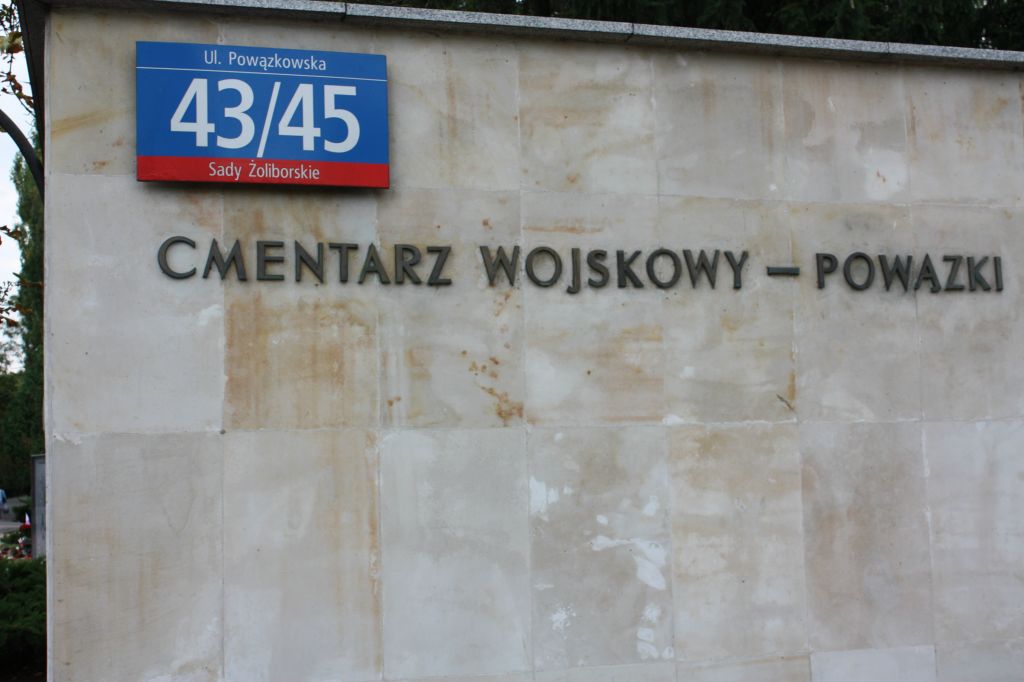 Ul. Powązkowska
43/45
Sady Żoliborskie
CMENTARZ WOJSKOWY – POWĄZKI